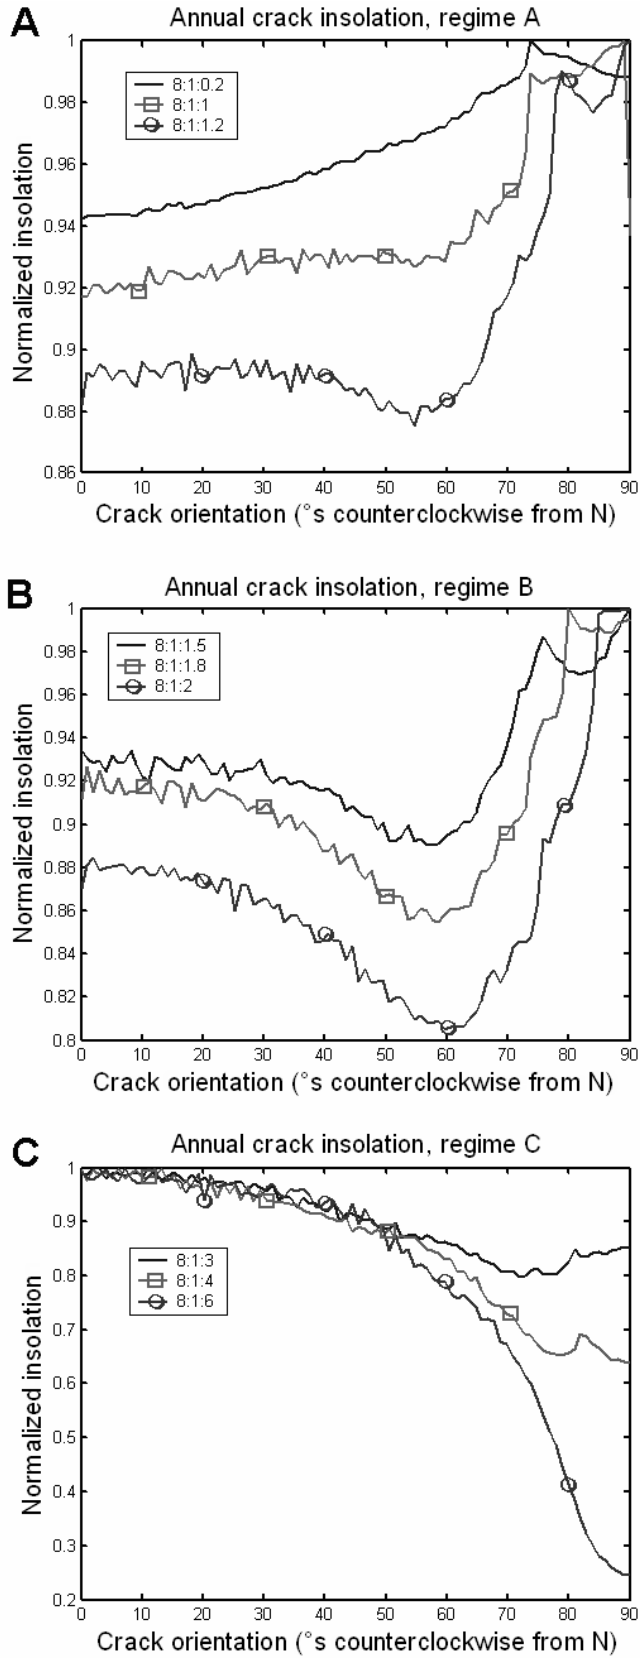 A
Annual crack insolation, regime A
1
0.98
0.96
0.94
0.92
0.9
0.88
0.86
Normalized insolation
8:1:0.2
8:1:1
8:1:1.2
0 10 20 30 40 50 60 70 80 90
Crack orientation (°s counterclockwise from N)
B
Annual crack insolation, regime B
1
0.98
0.96
0.94
0.92
0.9
0.88
0.86
0.84
0.82
0.8
Normalized insolation
8:1:1.5
8:1:1.8
8:1:2
0 10 20 30 40 50 60 70 80 90
Crack orientation (°s counterclockwise from N)
C
Annual crack insolation, regime C
1
0.9
0.8
0.7
0.6
0.5
0.4
0.3
0.2
Normalized insolation
8:1:3
8:1:4
8:1:6
0 10 20 30 40 50 60 70 80 90
Crack orientation (°s counterclockwise from N)